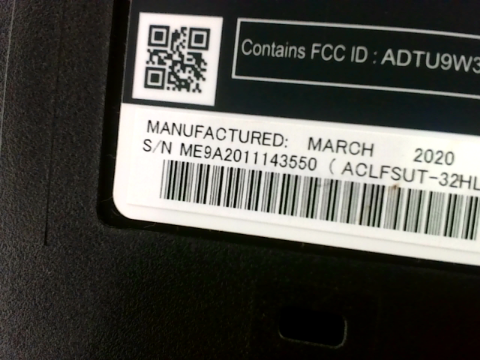 Contains FCC ID : ADTU9W3
MANUFACTURED: MARCH 2020
S/N ME9A2011143550 ( ACLFSUT-32HL